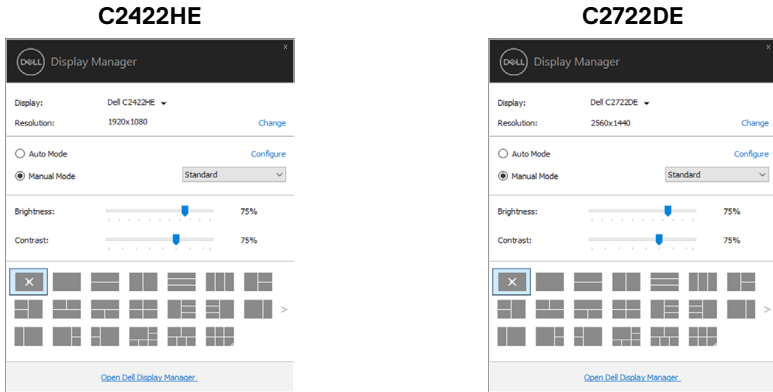 C2422HE
DELL Display Manager
x
Display: Dell C2422HE
Resolution: 1920x1080 Change
Auto Mode Configure
Manual Mode Standard
Brightness: 75%
Contrast: 75%
Open Dell Display Manager
C2722DE
DELL Display Manager
x
Display: Dell C2722DE
Resolution: 2560x1440 Change
Auto Mode Configure
Manual Mode Standard
Brightness: 75%
Contrast: 75%
Open Dell Display Manager